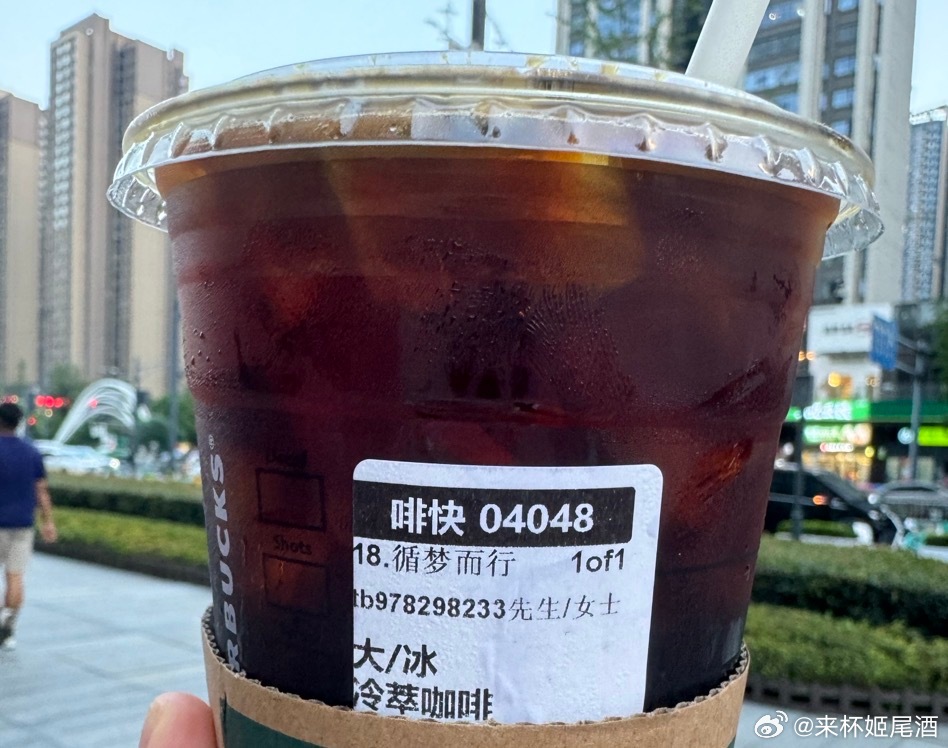 啡快 04048
18.循梦而行 1of1
tb978298233先生/女士
大/冰
冷萃咖啡
RBUCKS®
Shots
@来杯姬尾酒